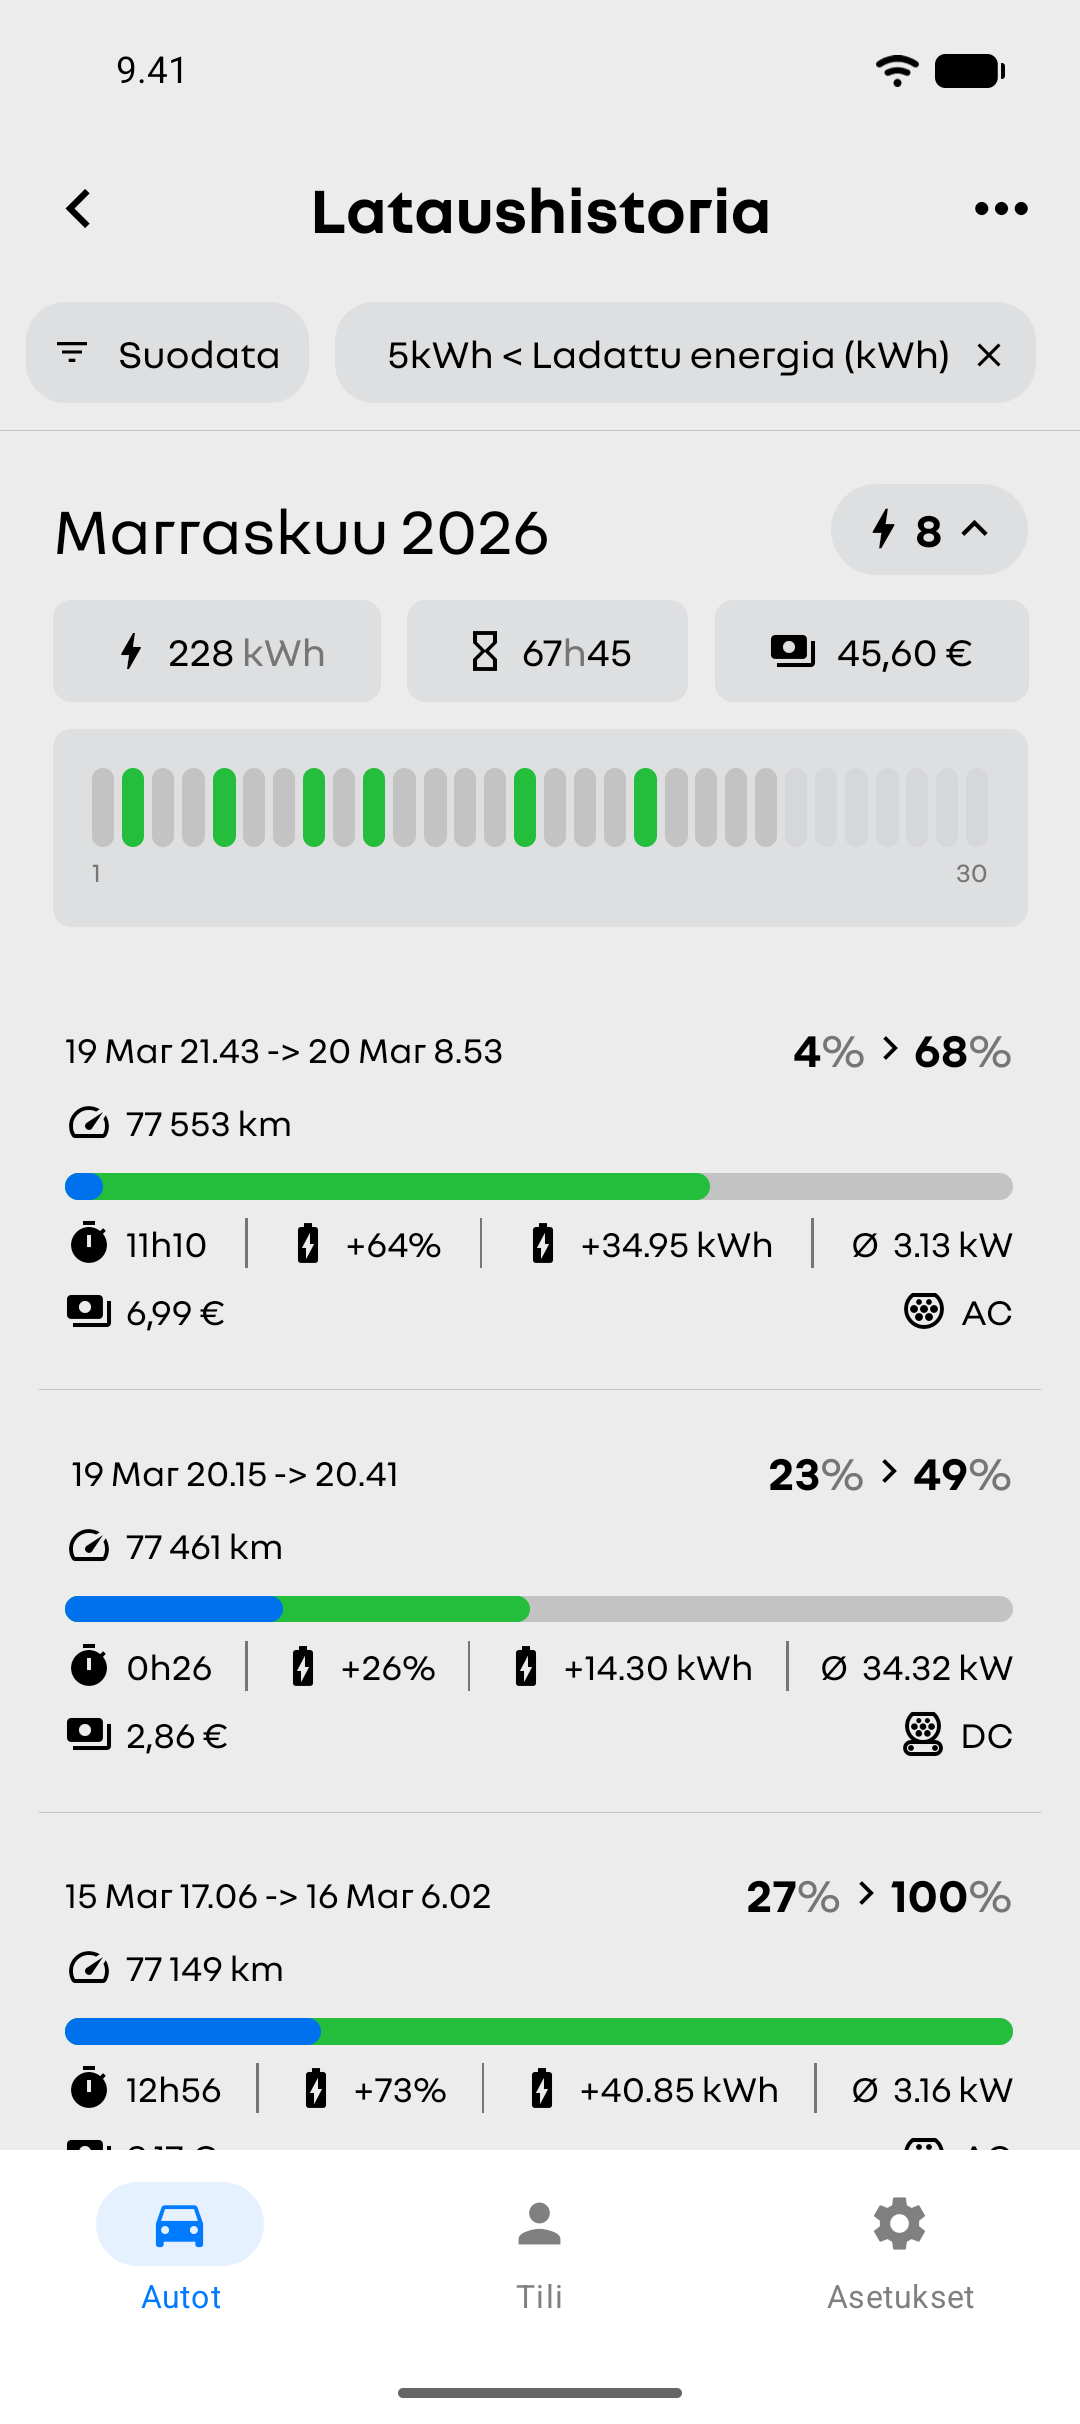 9.41
Lataushistoria
Suodata
5kWh < Ladattu energia (kWh)
Marraskuu 2026
8
228 kWh
67h45
45,60 €
1
30
19 Mar 21.43 -> 20 Mar 8.53
4% > 68%
77 553 km
11h10
+64%
+34.95 kWh
Ø 3.13 kW
6,99 €
AC
19 Mar 20.15 -> 20.41
23% > 49%
77 461 km
0h26
+26%
+14.30 kWh
Ø 34.32 kW
2,86 €
DC
15 Mar 17.06 -> 16 Mar 6.02
27% > 100%
77 149 km
12h56
+73%
+40.85 kWh
Ø 3.16 kW
Autot
Tili
Asetukset